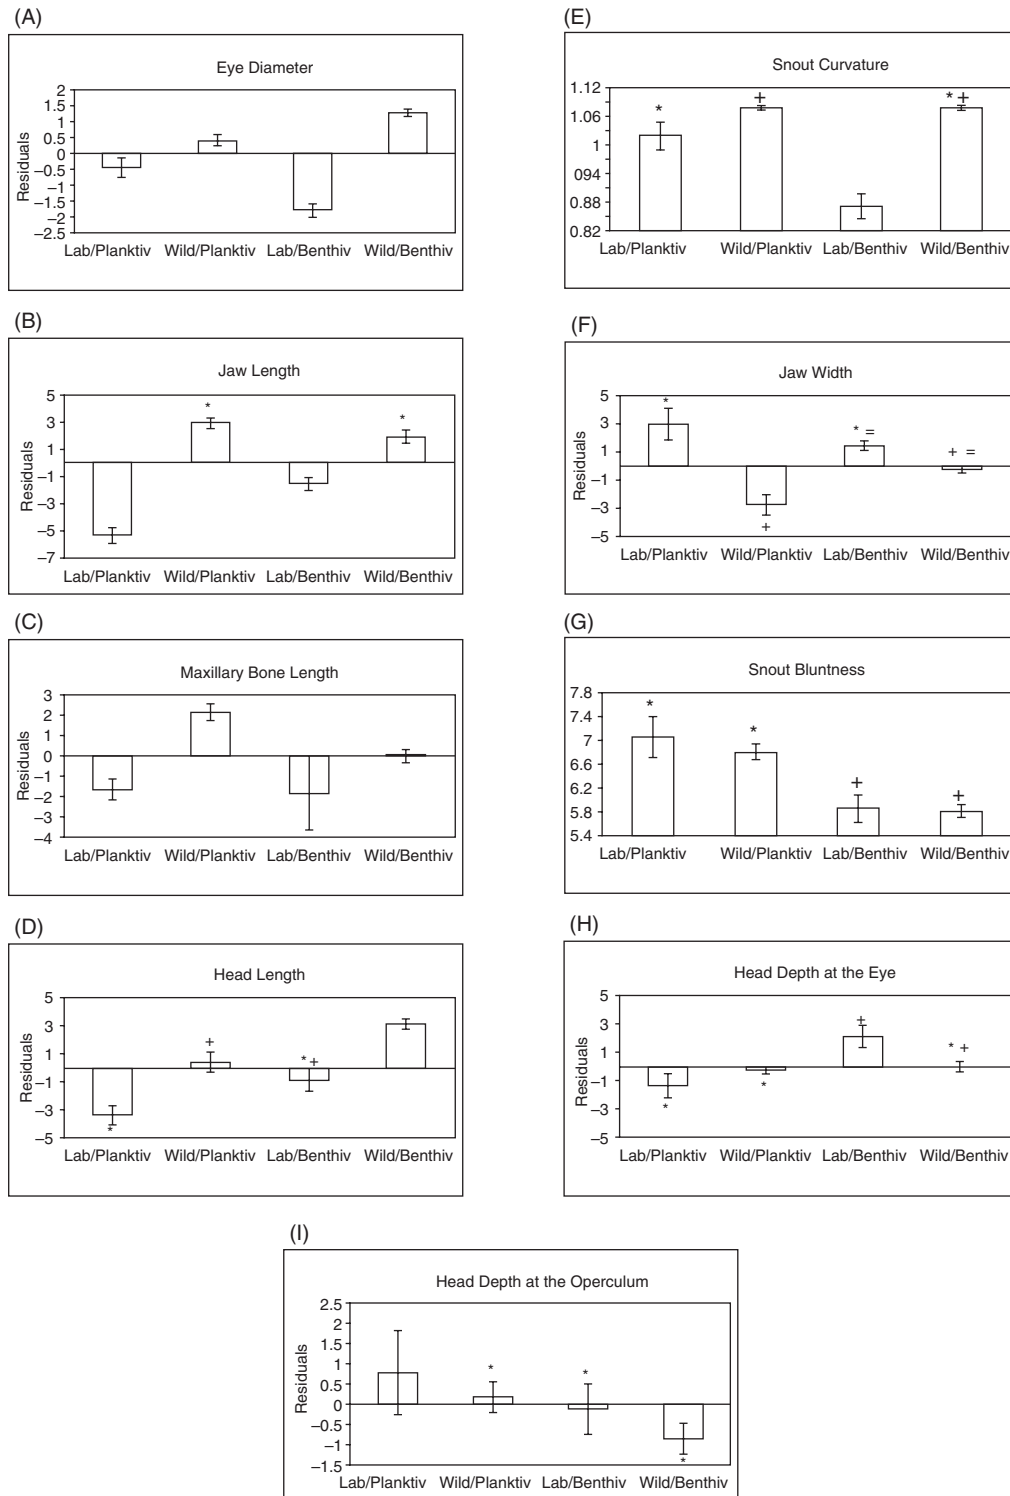 (A)
Eye Diameter
Residuals
2
1.5
1
0.5
0
−0.5
−1
−1.5
−2
−2.5
Lab/Planktiv Wild/Planktiv Lab/Benthiv Wild/Benthiv
(B)
Jaw Length
Residuals
5
3
1
−1
−3
−5
−7
* *
Lab/Planktiv Wild/Planktiv Lab/Benthiv Wild/Benthiv
(C)
Maxillary Bone Length
Residuals
3
2
1
0
−1
−2
−3
−4
Lab/Planktiv Wild/Planktiv Lab/Benthiv Wild/Benthiv
(D)
Head Length
Residuals
5
3
1
−1
−3
−5
* + * +
Lab/Planktiv Wild/Planktiv Lab/Benthiv Wild/Benthiv
(E)
Snout Curvature
1.12
1.06
1
094
0.88
0.82
* + * +
Lab/Planktiv Wild/Planktiv Lab/Benthiv Wild/Benthiv
(F)
Jaw Width
Residuals
5
3
1
−1
−3
−5
* + * = + =
Lab/Planktiv Wild/Planktiv Lab/Benthiv Wild/Benthiv
(G)
Snout Bluntness
7.8
7.4
7
6.6
6.2
5.8
5.4
* * + +
Lab/Planktiv Wild/Planktiv Lab/Benthiv Wild/Benthiv
(H)
Head Depth at the Eye
Residuals
5
3
1
−1
−3
−5
* * + * +
Lab/Planktiv Wild/Planktiv Lab/Benthiv Wild/Benthiv
(I)
Head Depth at the Operculum
Residuals
2.5
2
1.5
1
0.5
0
−0.5
−1
−1.5
* * *
Lab/Planktiv Wild/Planktiv Lab/Benthiv Wild/Benthiv